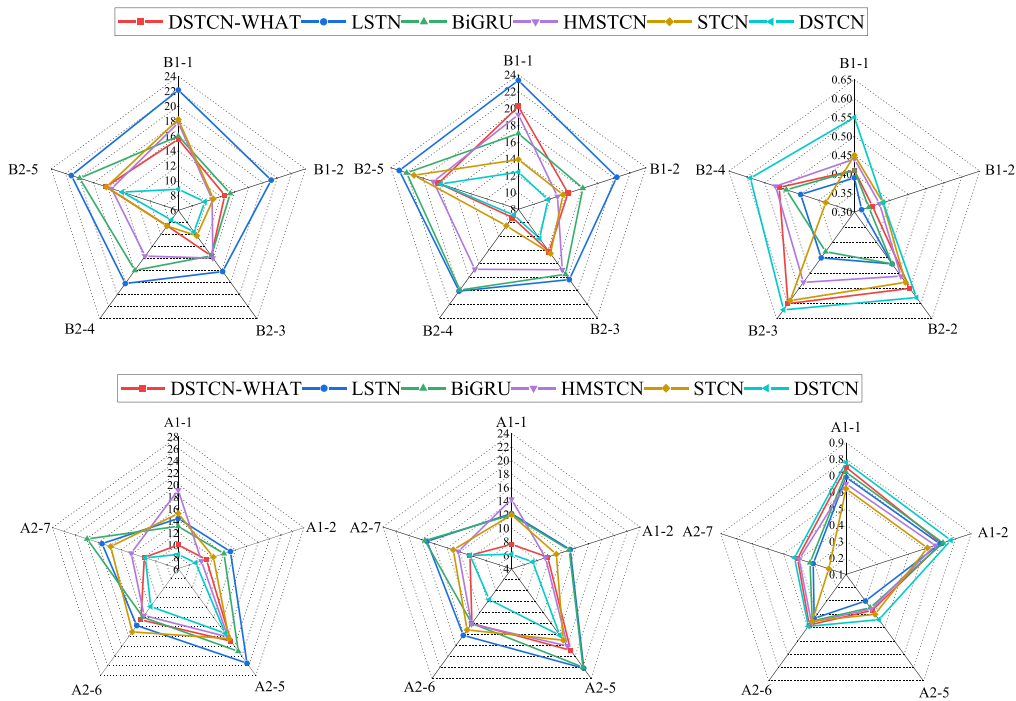 DSTCN-WHAT LSTN BiGRU HMSTCN STCN DSTCN
B1-1
24
22
20
18
16
14
12
10
8
6
B1-2
B2-3
B2-4
B2-5
B1-1
24
22
20
18
16
14
12
10
8
B1-2
B2-3
B2-4
B2-5
B1-1
0.65
0.60
0.55
0.50
0.45
0.40
0.35
0.30
B1-2
B2-2
B2-3
B2-4
DSTCN-WHAT LSTN BiGRU HMSTCN STCN DSTCN
A1-1
28
26
24
22
20
18
16
14
12
10
8
6
A1-2
A2-5
A2-6
A2-7
A1-1
24
22
20
18
16
14
12
10
8
6
4
A1-2
A2-5
A2-6
A2-7
A1-1
0.9
0.8
0.7
0.6
0.5
0.4
0.3
0.2
0.1
A1-2
A2-5
A2-6
A2-7